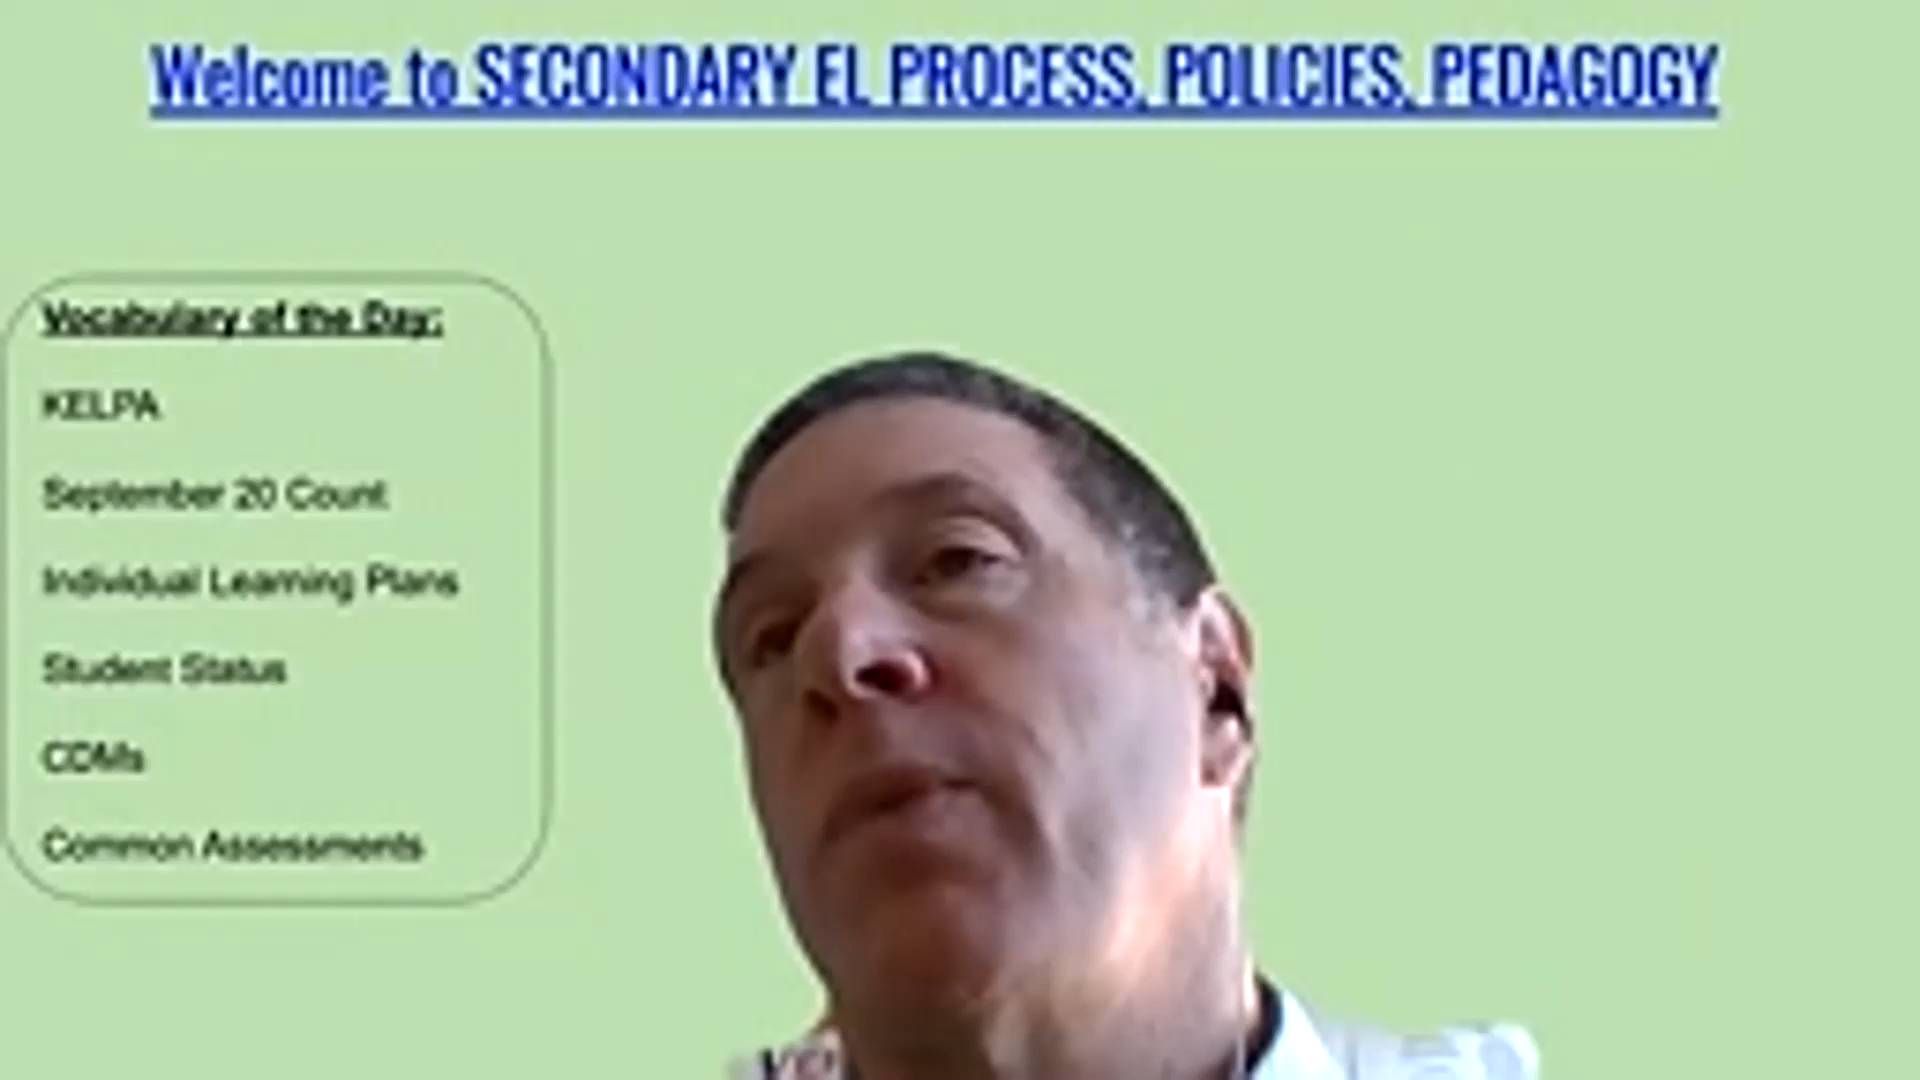 Welcome to SECONDARY EL PROCESS, POLICIES, PEDAGOGY
Vocabulary of the Day:
KELPA
September 20 Count
Individual Learning Plans
Student Status
CDMs
Common Assessments